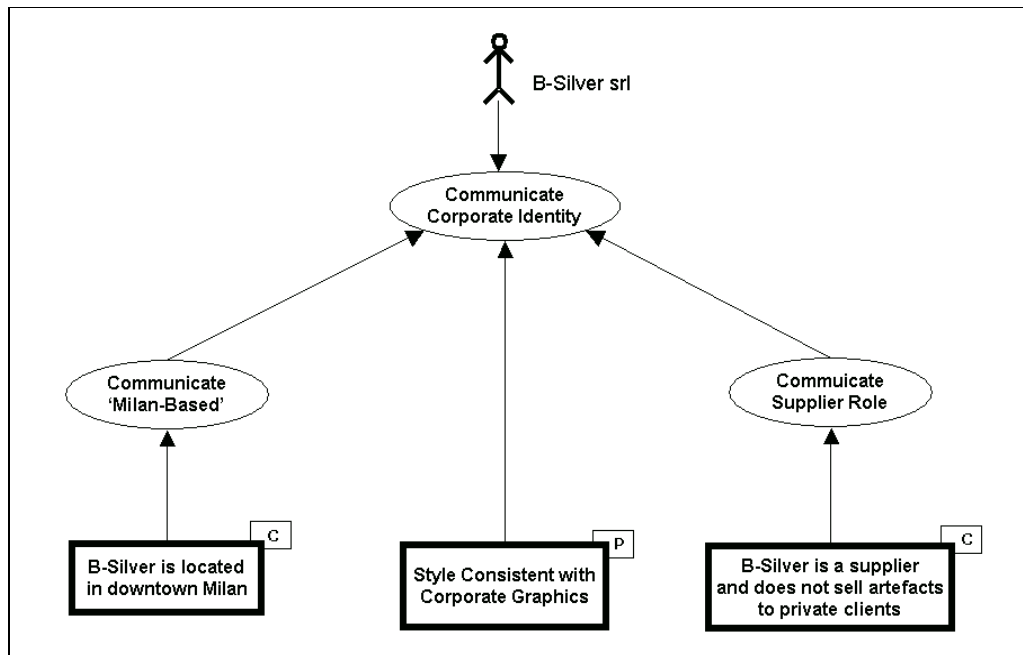 B-Silver srl
Communicate
Corporate Identity
Communicate
'Milan-Based'
Commuicate
Supplier Role
C
B-Silver is located
in downtown Milan
P
Style Consistent with
Corporate Graphics
C
B-Silver is a supplier
and does not sell artefacts
to private clients